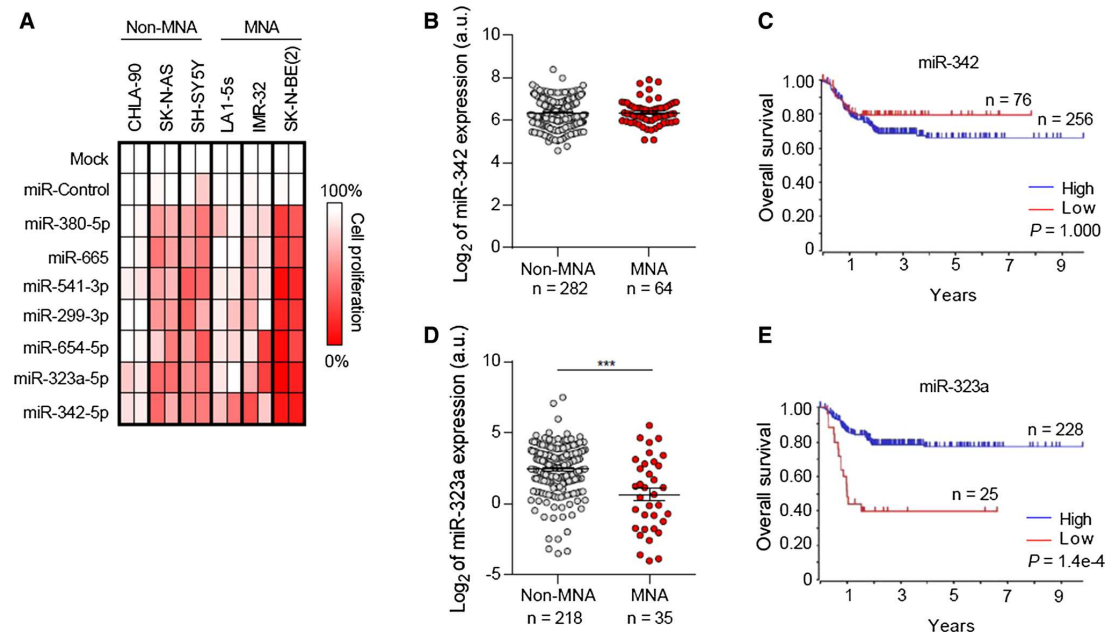 A
Non-MNA MNA
CHLA-90
SK-N-AS
SH-SY5Y
LA1-5s
IMR-32
SK-N-BE(2)
Mock
miR-Control
miR-380-5p
miR-665
miR-541-3p
miR-299-3p
miR-654-5p
miR-323a-5p
miR-342-5p
100%
Cell proliferation
0%
B
Log2 of miR-342 expression (a.u.)
10
8
6
4
2
0
Non-MNA MNA
n = 282 n = 64
C
miR-342
Overall survival
1.00
0.80
0.60
0.40
0.20
0
n = 76
n = 256
High
Low
P = 1.000
1 3 5 7 9
Years
D
Log2 of miR-323a expression (a.u.)
10
5
0
-5
***
Non-MNA MNA
n = 218 n = 35
E
miR-323a
Overall survival
1.00
0.80
0.60
0.40
0.20
0
n = 228
n = 25
High
Low
P = 1.4e-4
1 3 5 7 9
Years